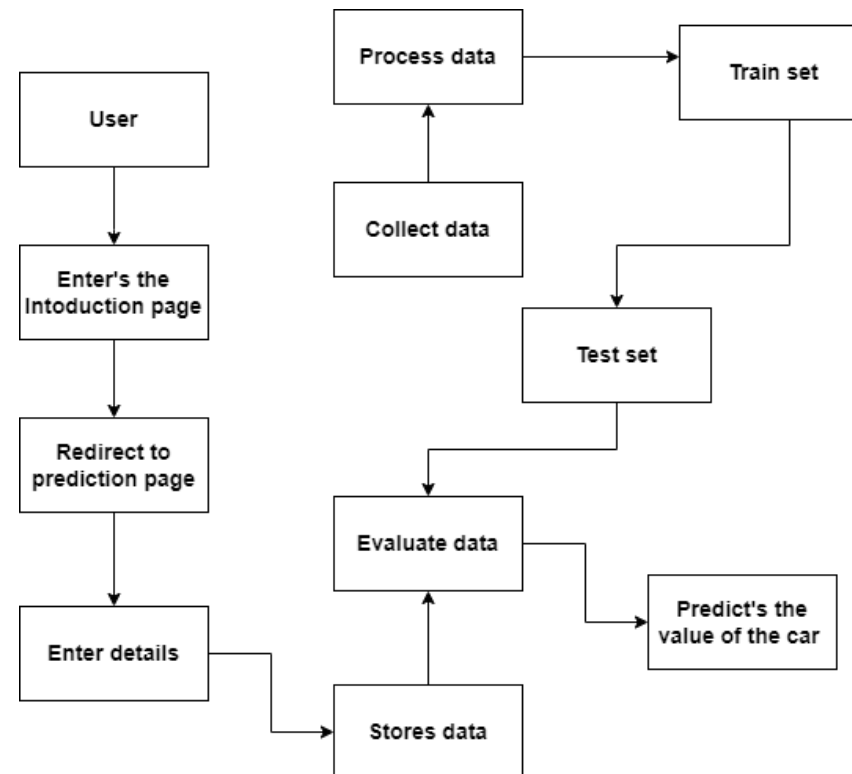 User
Enter's the
Intoduction page
Redirect to
prediction page
Enter details
Process data
Collect data
Train set
Test set
Evaluate data
Stores data
Predict's the
value of the car